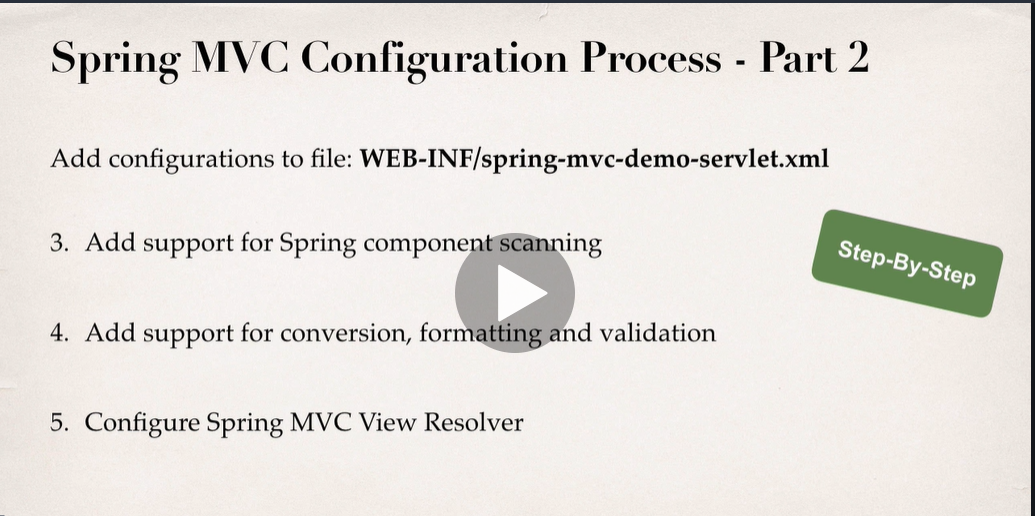 Spring MVC Configuration Process - Part 2
Add configurations to file: WEB-INF/spring-mvc-demo-servlet.xml
3. Add support for Spring component scanning
Step-By-Step
4. Add support for conversion, formatting and validation
5. Configure Spring MVC View Resolver